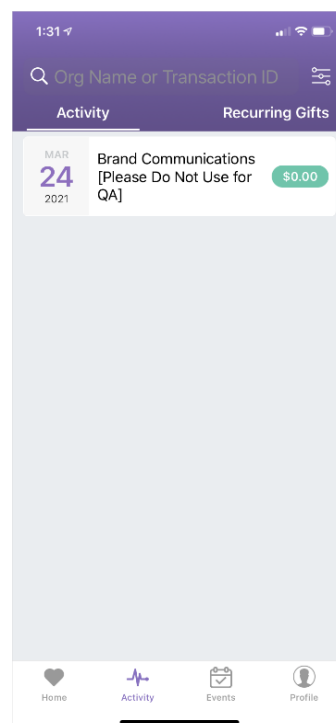 1:31
Org Name or Transaction ID
Activity
Recurring Gifts
MAR
24
2021
Brand Communications
[Please Do Not Use for
QA]
$0.00
Home
Activity
Events
Profile